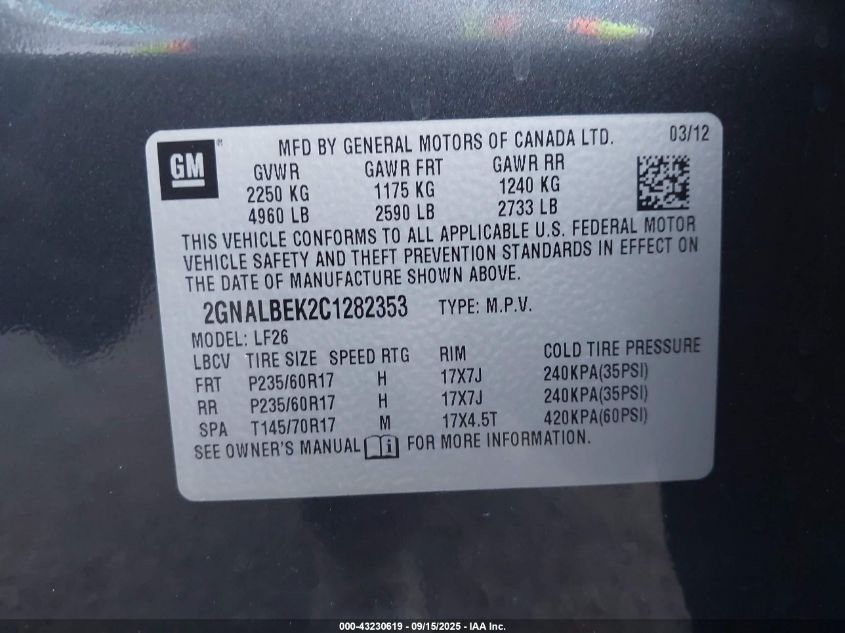 MFD BY GENERAL MOTORS OF CANADA LTD. 03/12
GM®
GVWR GAWR FRT GAWR RR
2250 KG 1175 KG 1240 KG
4960 LB 2590 LB 2733 LB
THIS VEHICLE CONFORMS TO ALL APPLICABLE U.S. FEDERAL MOTOR
VEHICLE SAFETY AND THEFT PREVENTION STANDARDS IN EFFECT ON
THE DATE OF MANUFACTURE SHOWN ABOVE.
2GNALBEK2C1282353 TYPE: M.P.V.
MODEL: LF26
LBCV TIRE SIZE SPEED RTG RIM COLD TIRE PRESSURE
FRT P235/60R17 H 17X7J 240KPA(35PSI)
RR P235/60R17 H 17X7J 240KPA(35PSI)
SPA T145/70R17 M 17X4.5T 420KPA(60PSI)
SEE OWNER'S MANUAL i FOR MORE INFORMATION.
000-43230619 - 09/15/2025 - IAA Inc.